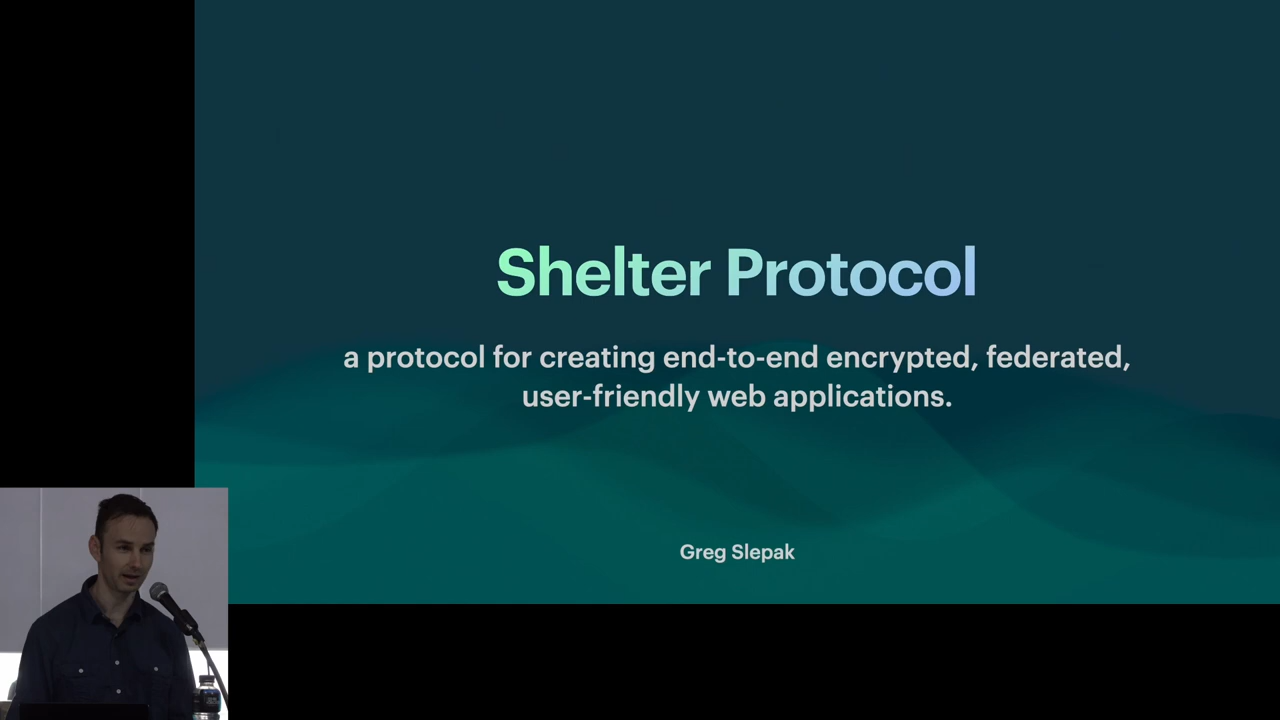 Shelter Protocol
a protocol for creating end-to-end encrypted, federated,
user-friendly web applications.
Greg Slepak